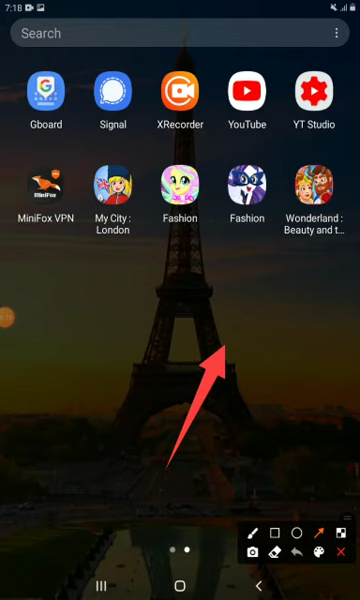 7:18
Search
Gboard
Signal
XRecorder
YouTube
YT Studio
MiniFox
MiniFox VPN
My City :
London
Fashion
Fashion
Wonderland :
Beauty and t...